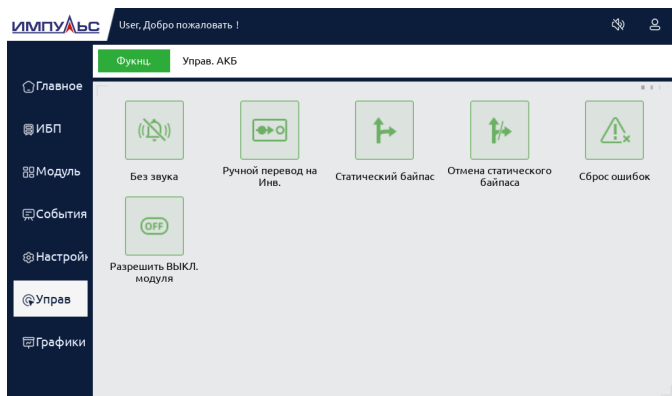 ИМПУЛЬС
User, Добро пожаловать !
Фукнц.
Управ. АКБ
Главное
ИБП
Модуль
События
Настройк
Управ
Графики
Без звука
Ручной перевод на
Инв.
Статический байпас
Отмена статического
байпаса
Сброс ошибок
OFF
Разрешить ВЫКЛ.
модуля